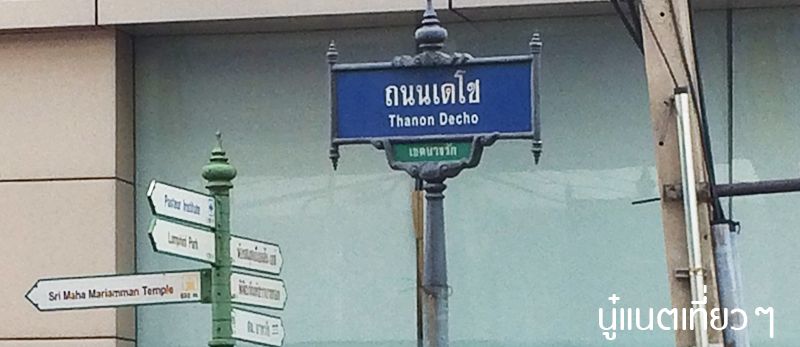 ถนนเดโช
Thanon Decho
เขตบางรัก
Pasteur Institute
Lumphini Park
Sri Maha Mariamman Temple
นู๋แนตเที่ยว ๆ